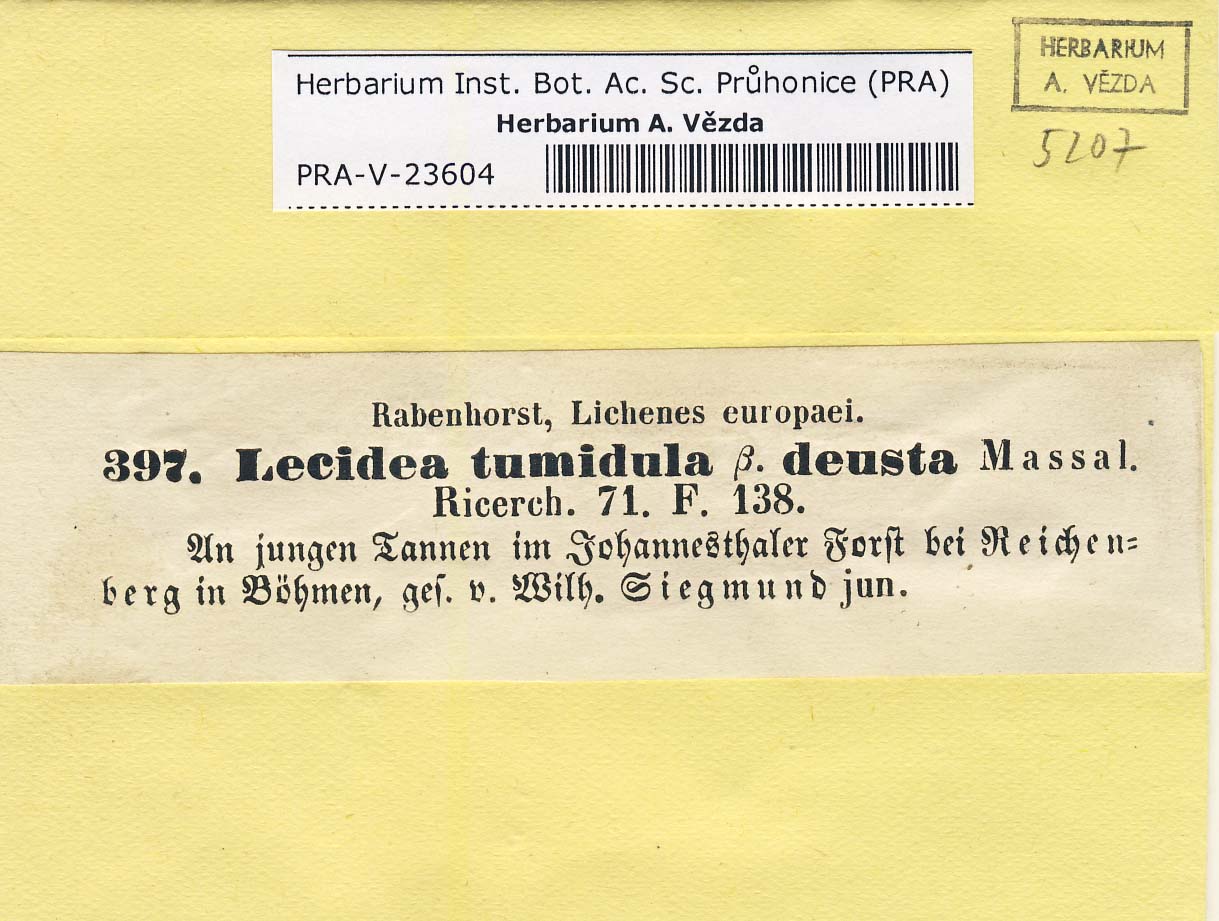 Herbarium Inst. Bot. Ac. Sc. Průhonice (PRA)
Herbarium A. Vězda
PRA-V-23604
HERBARIUM
A. VĚZDA
5207
Rabenhorst, Lichenes europaei.
397. Lecidea tumidula β. deusta Massal.
Ricerch. 71. F. 138.
An jungen Tannen im Johannesthaler Forst bei Reichen=
berg in Böhmen, ges. v. Wilh. Siegmund jun.